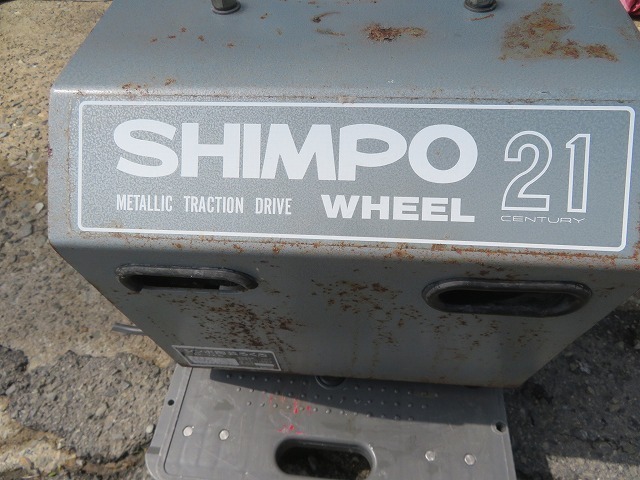 SHIMPO 21
METALLIC TRACTION DRIVE WHEEL CENTURY